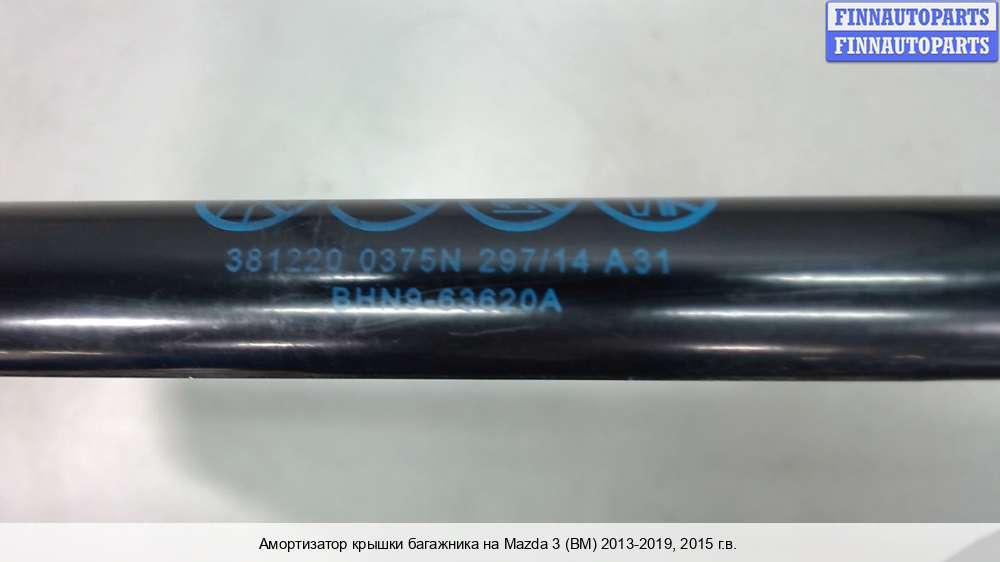 FINNAUTOPARTS
FINNAUTOPARTS
381220 0375N 297/14 A31
BHN9-63620A
Амортизатор крышки багажника на Mazda 3 (BM) 2013-2019, 2015 г.в.